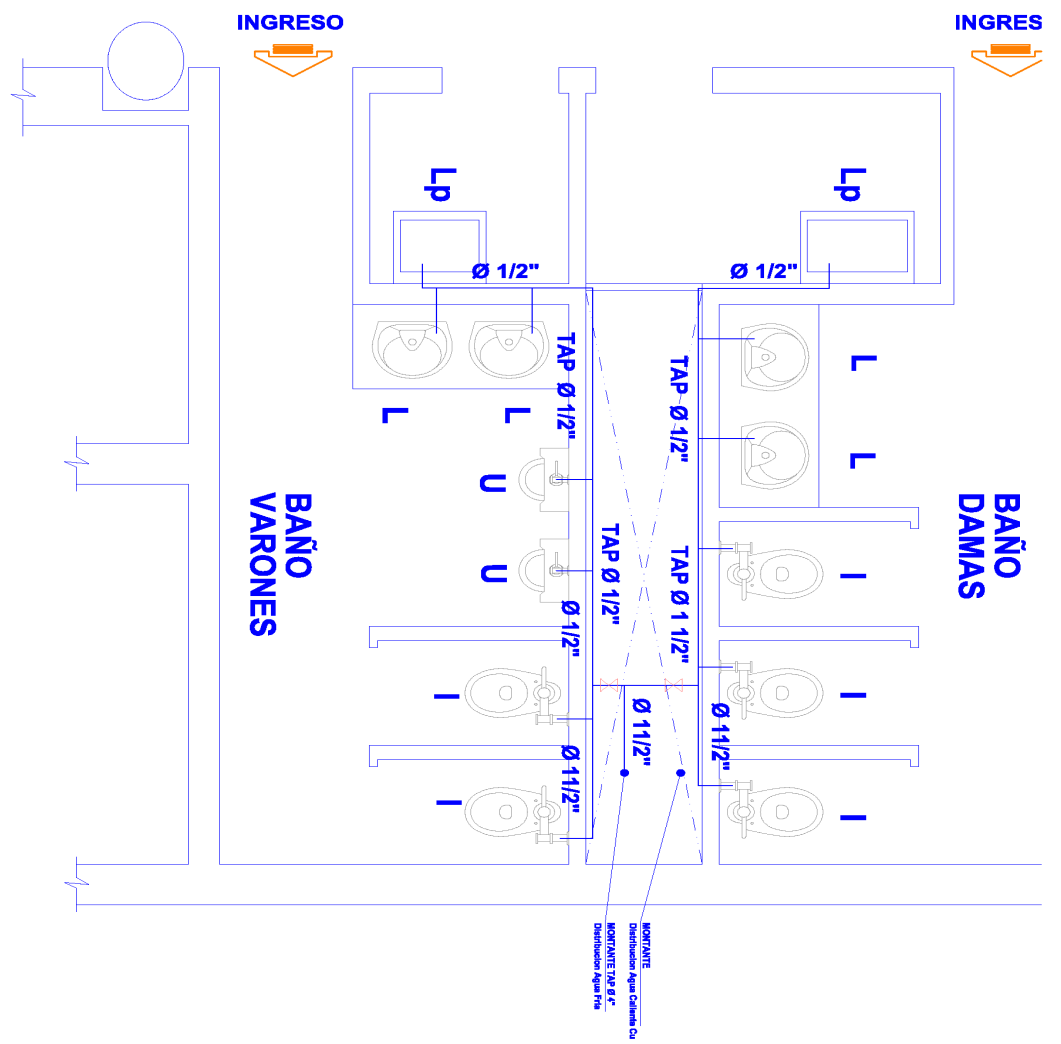 INGRESO
INGRES
Lp
Lp
Ø 1/2"
Ø 1/2"
TAP Ø 1/2"
TAP Ø 1/2"
L
L
L
L
U
U
BAÑO
VARONES
BAÑO
DAMAS
TAP Ø 1/2"
TAP Ø 1 1/2"
Ø 1/2"
I
I
I
I
I
Ø 11/2"
Ø 11/2"
Ø 11/2"
MONTANTE TAP Ø 4"
Distribucion Agua Fria
MONTANTE
Distribucion Agua Caliente Cu